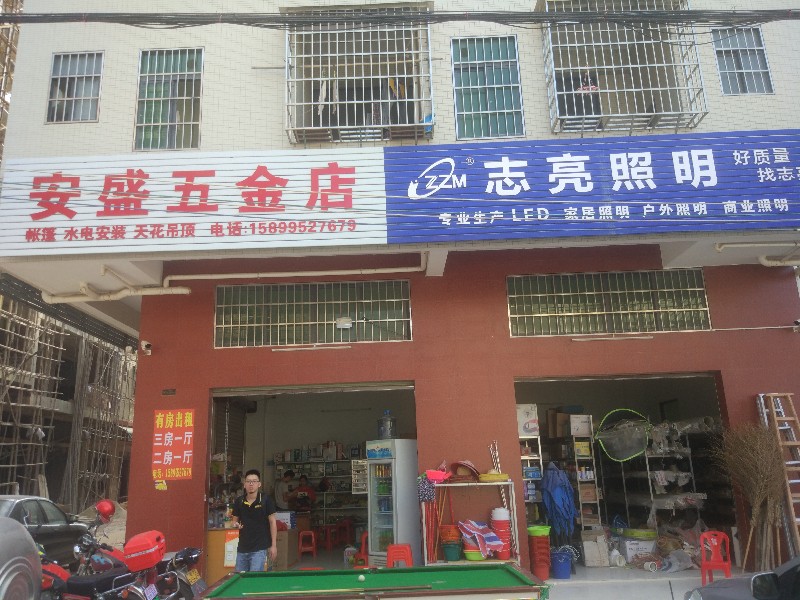 安盛五金店
帐篷 水电安装 天花吊顶 电话:15899527679
ZZM ® 志亮照明
好质量
找志
专业生产LED 家居照明 户外照明 商业照明
有房出租
三房一厅
二房一厅